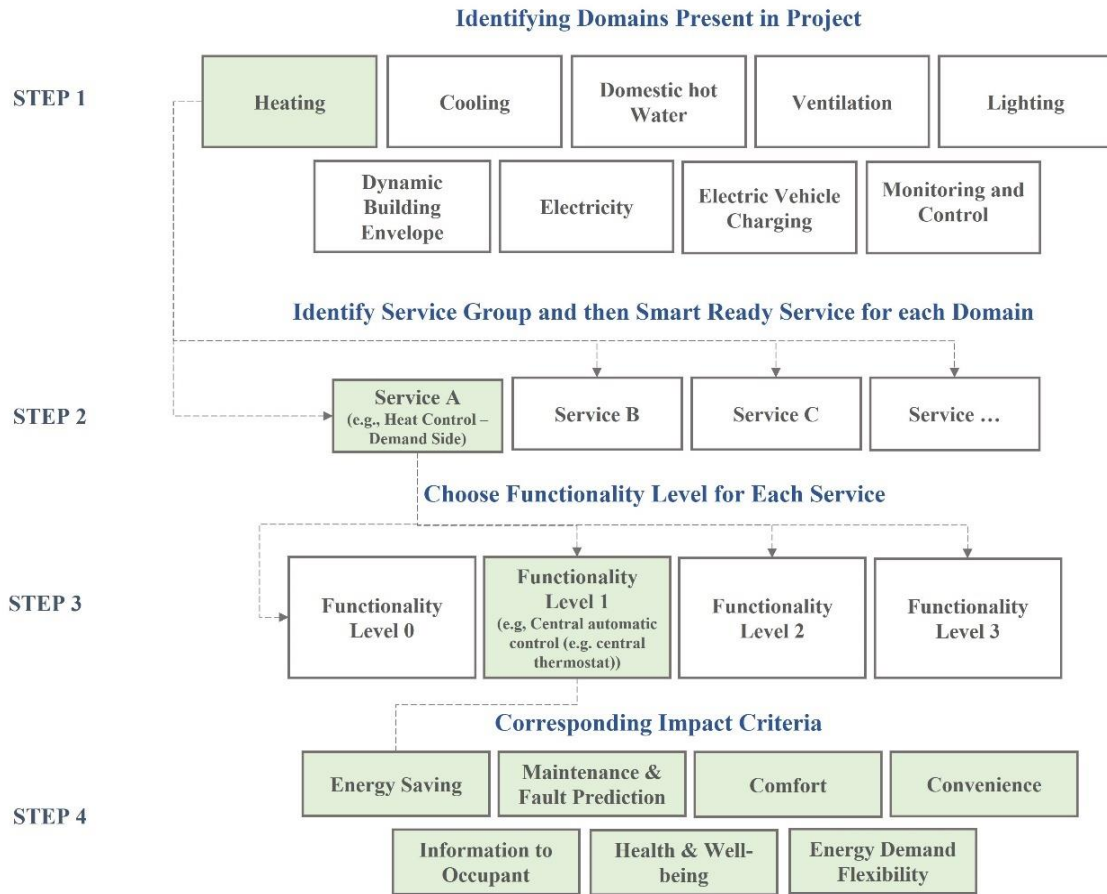 Identifying Domains Present in Project
STEP 1
Heating
Cooling
Domestic hot
Water
Ventilation
Lighting
Dynamic
Building
Envelope
Electricity
Electric Vehicle
Charging
Monitoring and
Control
Identify Service Group and then Smart Ready Service for each Domain
STEP 2
Service A
(e.g., Heat Control –
Demand Side)
Service B
Service C
Service …
Choose Functionality Level for Each Service
STEP 3
Functionality
Level 0
Functionality
Level 1
(e.g, Central automatic
control (e.g. central
thermostat))
Functionality
Level 2
Functionality
Level 3
Corresponding Impact Criteria
STEP 4
Energy Saving
Maintenance &
Fault Prediction
Comfort
Convenience
Information to
Occupant
Health & Well-
being
Energy Demand
Flexibility